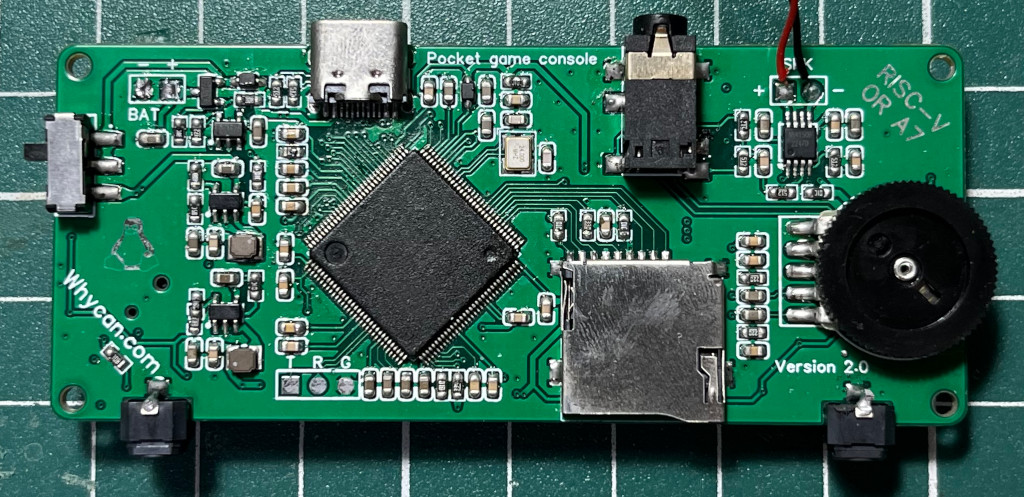 Pocket game console
SPK
+ -
- +
BAT
RISC-V
OR A7
Whycan.com
T R G
Version 2.0